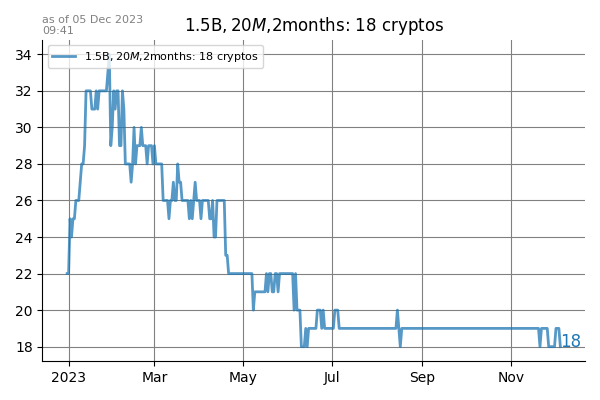 as of 05 Dec 2023
09:41
1.5B, 20M,2months: 18 cryptos
1.5B, 20M,2months: 18 cryptos
34
32
30
28
26
24
22
20
18
18
2023 Mar May Jul Sep Nov